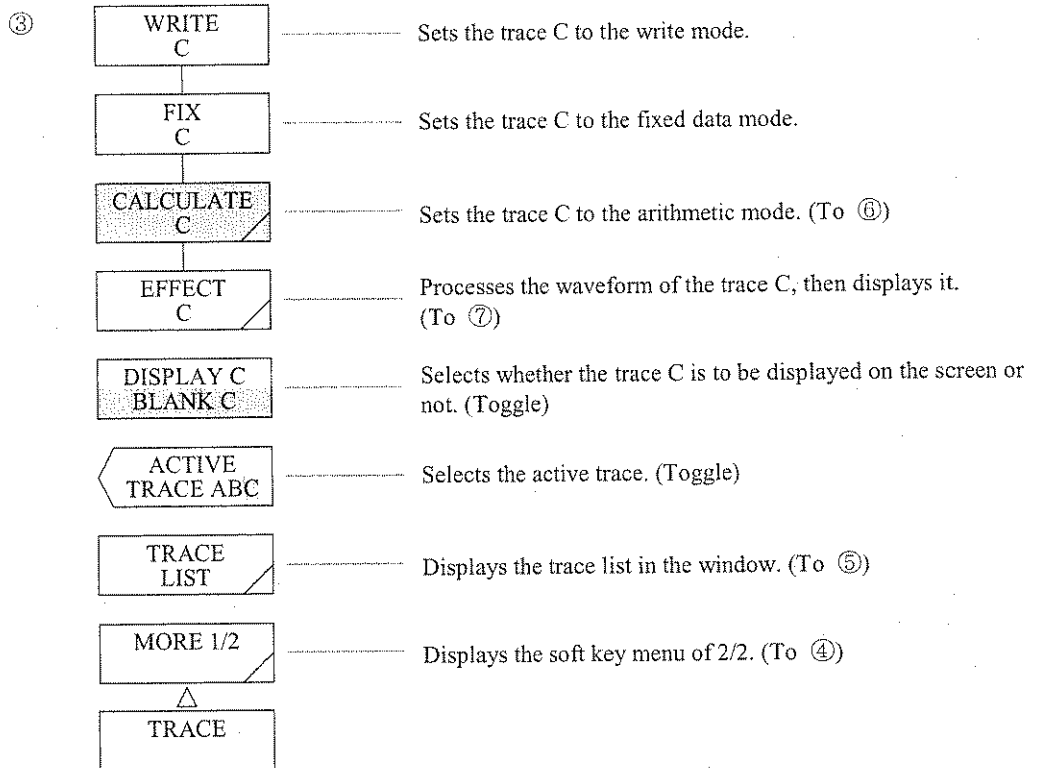 ③
WRITE
C
Sets the trace C to the write mode.
FIX
C
Sets the trace C to the fixed data mode.
CALCULATE
C
Sets the trace C to the arithmetic mode. (To ⑥)
EFFECT
C
Processes the waveform of the trace C, then displays it.
(To ⑦)
DISPLAY C
BLANK C
Selects whether the trace C is to be displayed on the screen or
not. (Toggle)
ACTIVE
TRACE ABC
Selects the active trace. (Toggle)
TRACE
LIST
Displays the trace list in the window. (To ⑤)
MORE 1/2
Displays the soft key menu of 2/2. (To ④)
TRACE